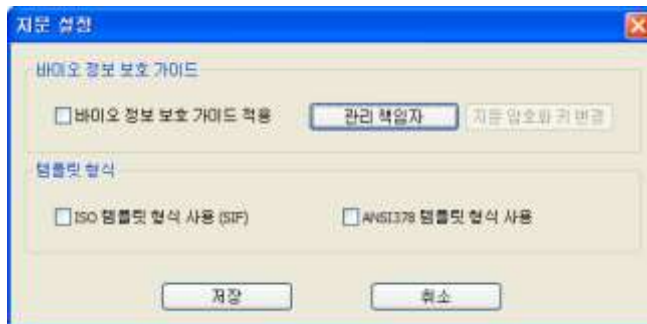 지문 설정
바이오 정보 보호 가이드
바이오 정보 보호 가이드 적용 관리 책임자 지문 암호화 키 변경
템플릿 형식
ISO 템플릿 형식 사용 (SIF) ANSI378 템플릿 형식 사용
저장 취소